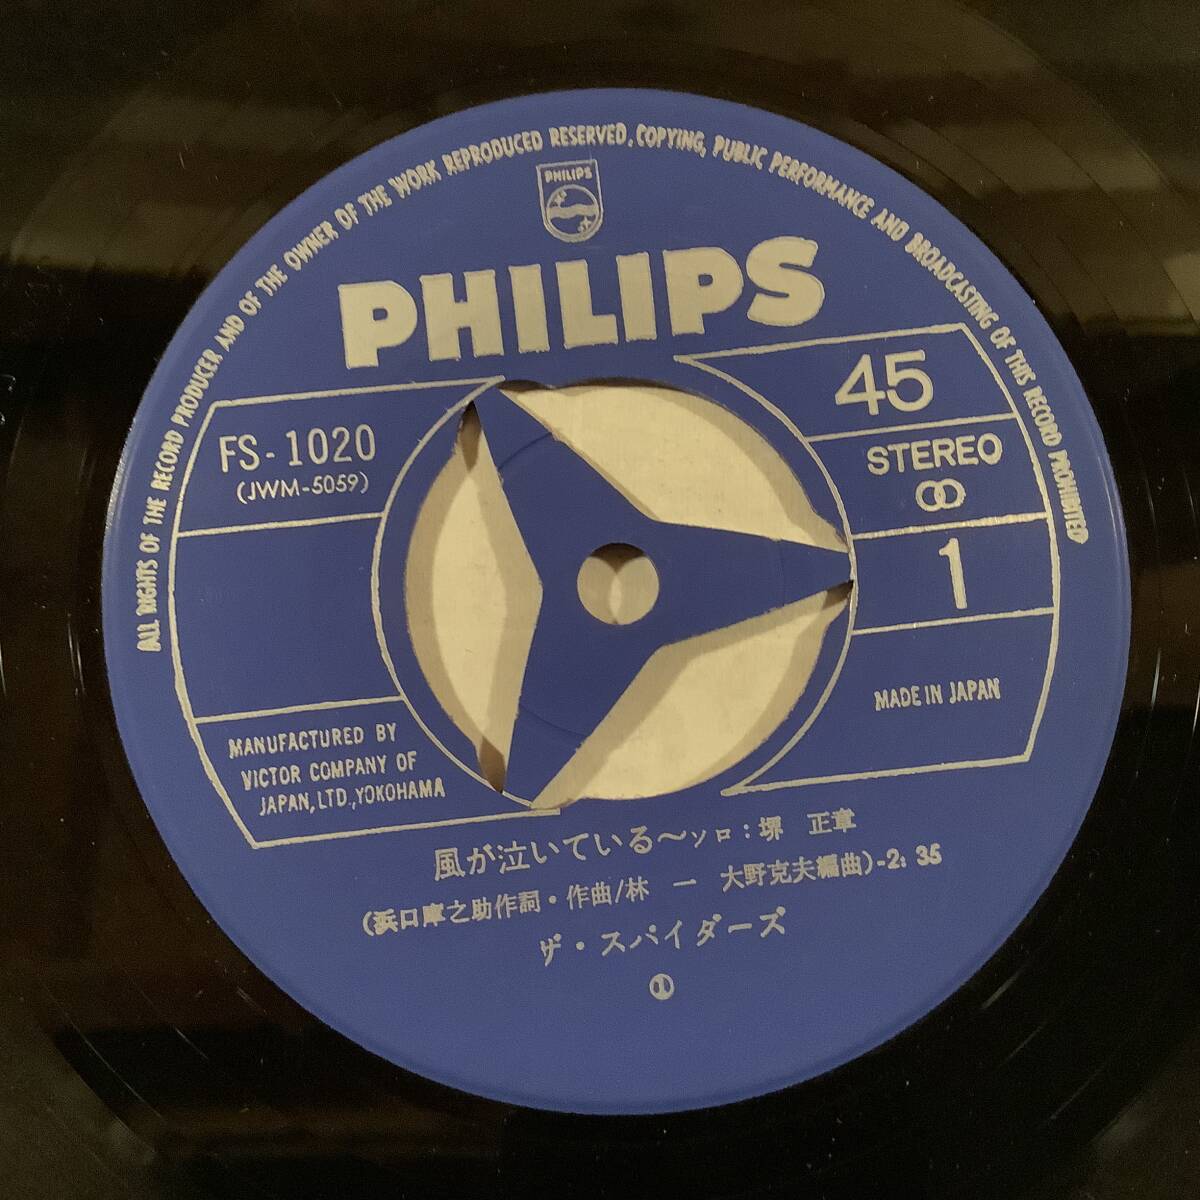 ALL RIGHTS OF THE RECORD PRODUCER AND OF THE OWNER OF THE WORK REPRODUCED RESERVED. COPYING, PUBLIC PERFORMANCE AND BROADCASTING OF THIS RECORD PROHIBITED
PHILIPS
PHILIPS
FS-1020
(JWM-5059)
45
STEREO
1
MADE IN JAPAN
MANUFACTURED BY
VICTOR COMPANY OF
JAPAN, LTD., YOKOHAMA
風が泣いている〜ソロ：堺 正章
(浜口庫之助作詞・作曲/林 一 大野克夫編曲)-2:35
ザ・スパイダーズ
①